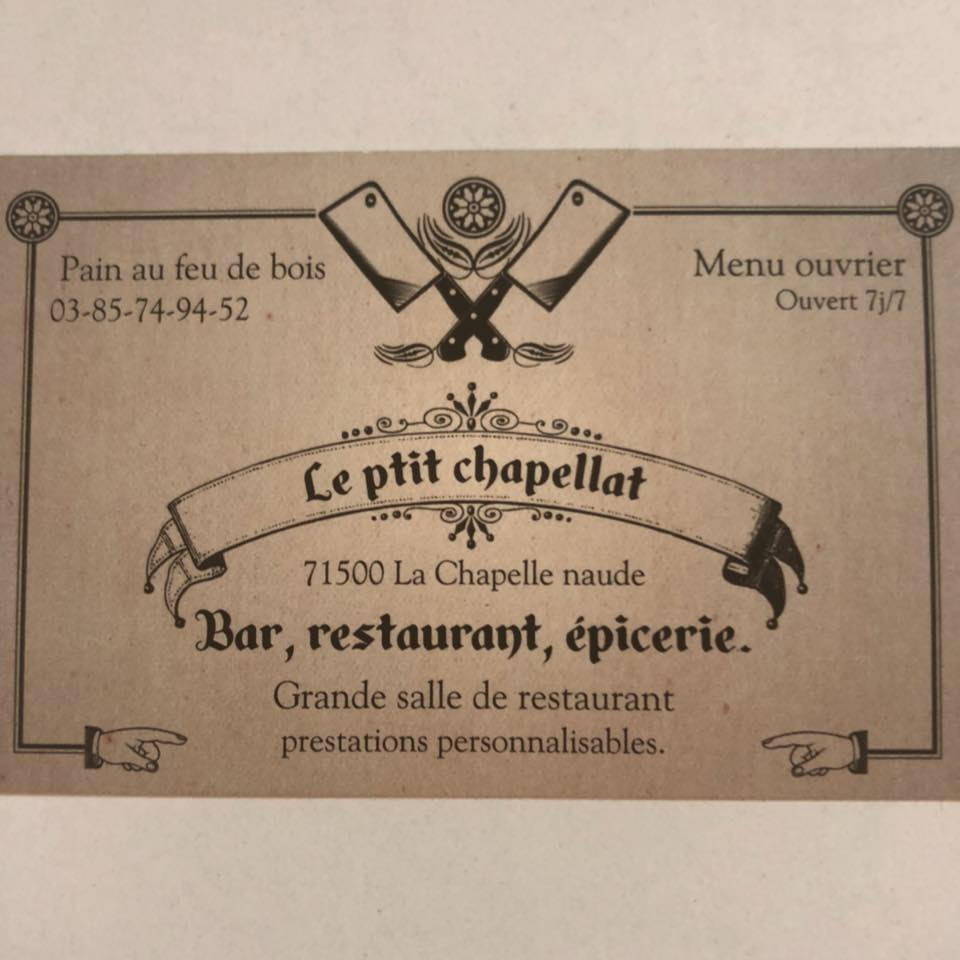 Pain au feu de bois
03-85-74-94-52
Menu ouvrier
Ouvert 7j/7
Le ptit chapellat
71500 La Chapelle naude
Bar, restaurant, épicerie.
Grande salle de restaurant
prestations personnalisables.